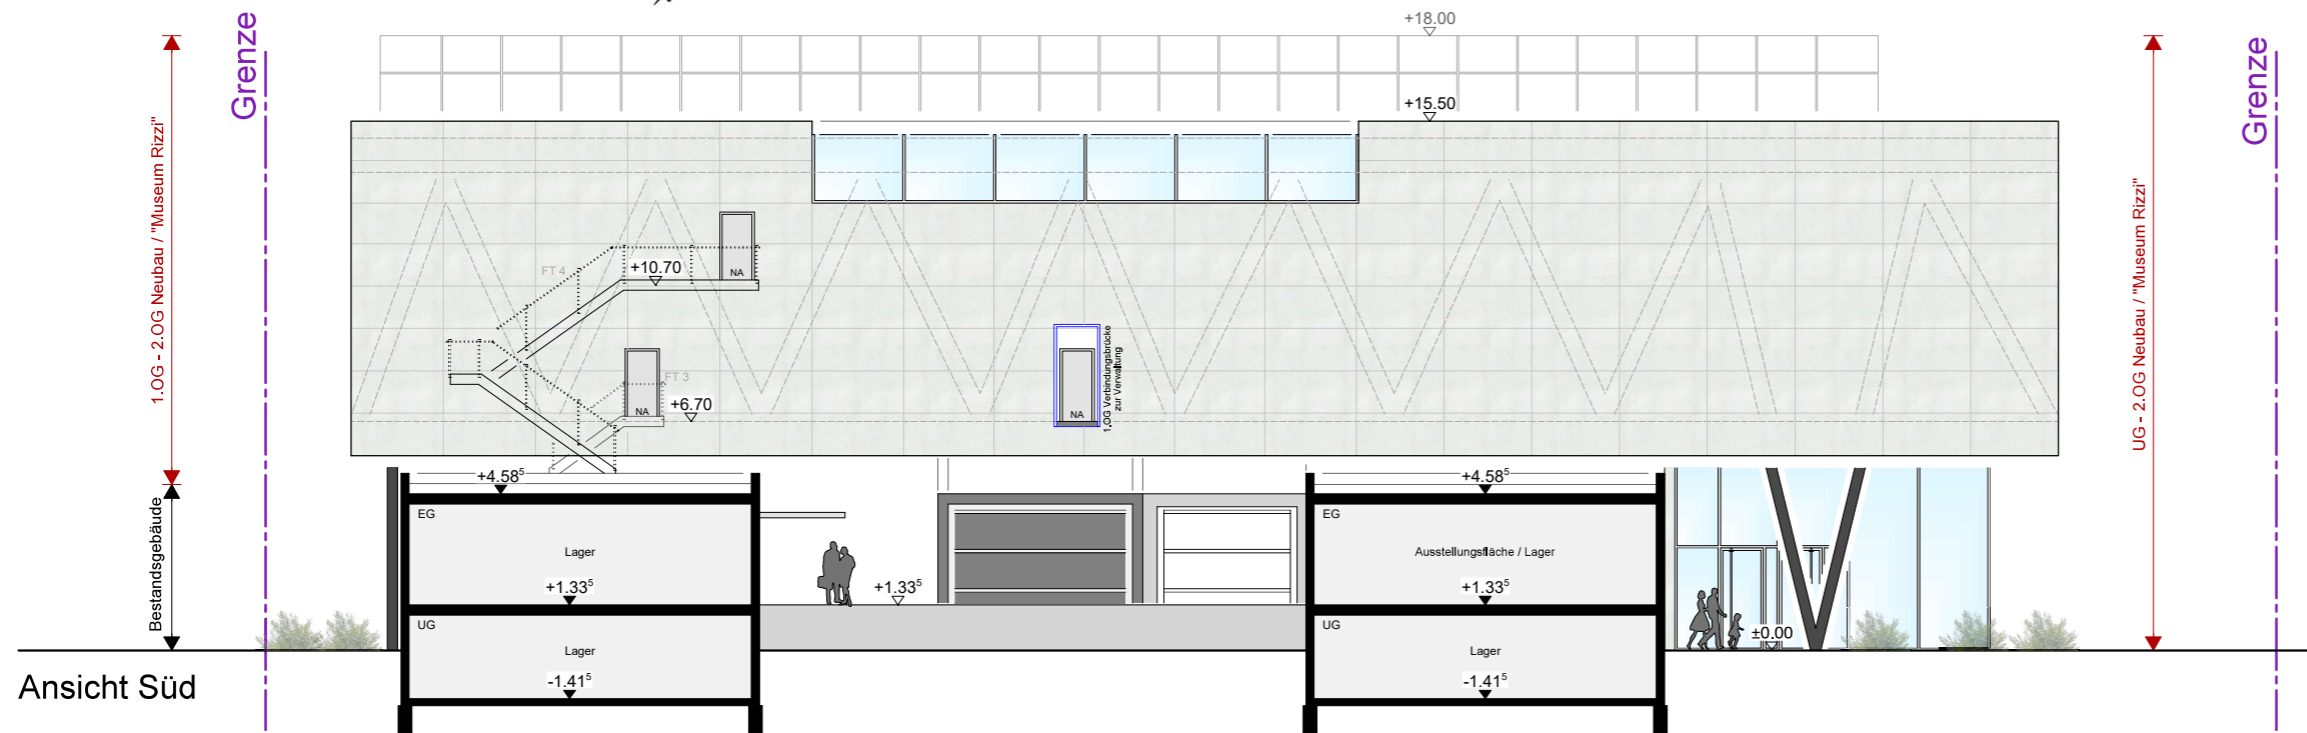 +18.00
Grenze
Grenze
+15.50
1.OG - 2.OG Neubau / "Museum Rizzi"
UG - 2.OG Neubau / "Museum Rizzi"
FT 4
+10.70
NA
FT 3
+6.70
NA
NA
1.OG Verbindungsbrücke
zur Verwaltung
Bestandsgebäude
+4.58⁵
+4.58⁵
EG
EG
Lager
Ausstellungsfläche / Lager
+1.33⁵
+1.33⁵
+1.33⁵
UG
UG
±0.00
Lager
Lager
-1.41⁵
-1.41⁵
Ansicht Süd